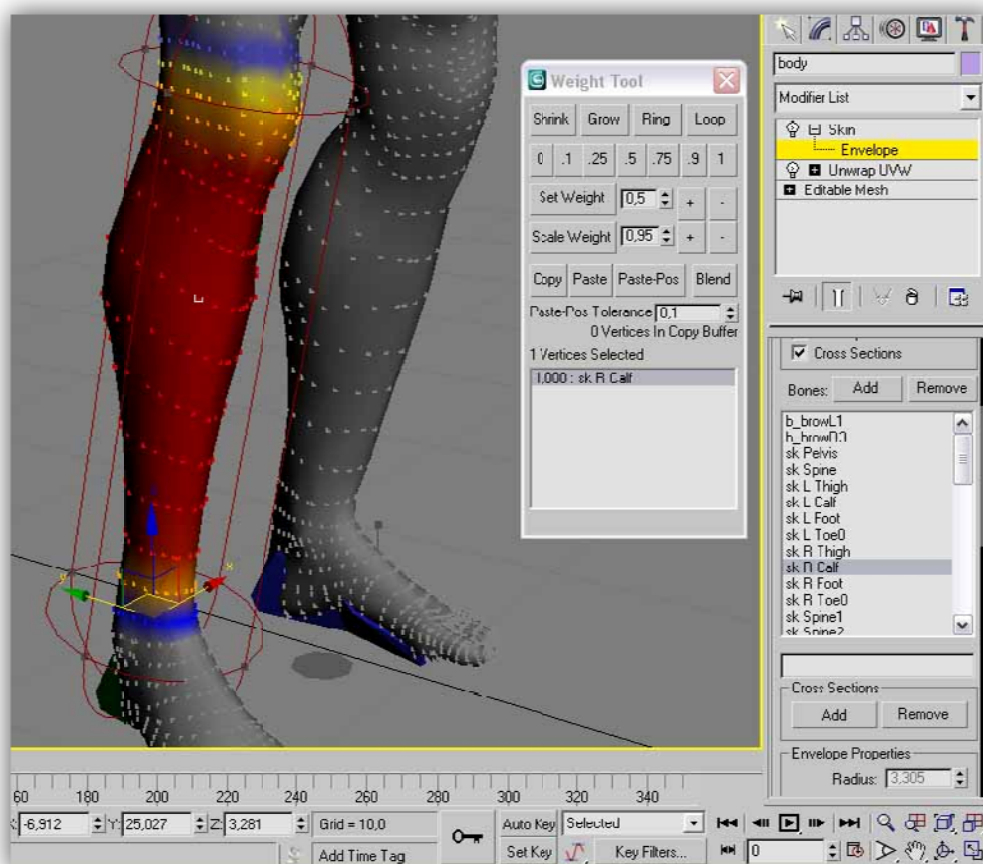 body
Modifier List
Skin
Envelope
Unwrap UVW
Editable Mesh
Weight Tool
Shrink Grow Ring Loop
0 .1 .25 .5 .75 .9 1
Set Weight 0,5 + -
Scale Weight 0,95 + -
Copy Paste Paste-Pos Blend
Paste-Pos Tolerance 0,1
0 Vertices In Copy Buffer
1 Vertices Selected
1,000 : sk R Calf
Cross Sections
Bones: Add Remove
b_browL1
sk Pelvis
sk Spine
sk L Thigh
sk L Calf
sk L Foot
sk L Toe0
sk R Thigh
sk R Calf
sk R Foot
sk R Toe0
sk Spine1
sk Spine2
Cross Sections
Add Remove
Envelope Properties
Radius: 3,305
x
y
60 180 200 220 240 260 280 300 320 340
X: -6,912 Y: 25,027 Z: 3,281 Grid = 10,0 Auto Key Selected
Add Time Tag Set Key Key Filters... 0